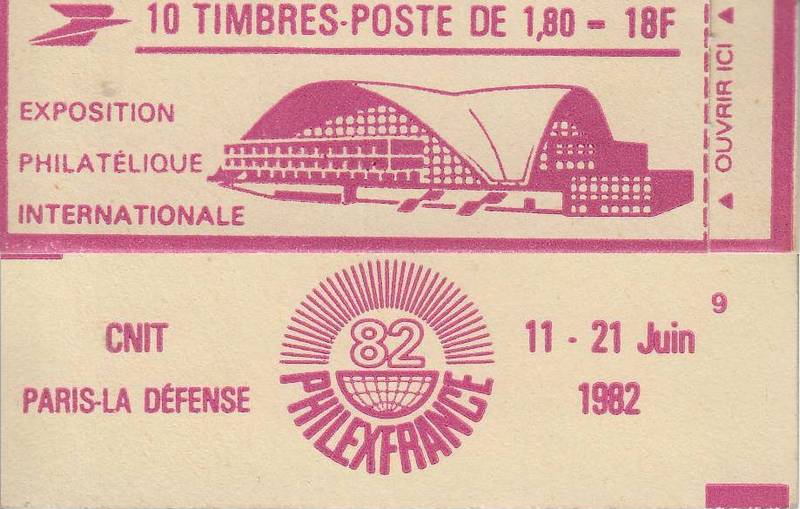 10 TIMBRES-POSTE DE 1,80 = 18F
EXPOSITION
PHILATÉLIQUE
INTERNATIONALE
▲ OUVRIR ICI ▲
CNIT
PARIS-LA DÉFENSE
82
PHILEXFRANCE
11 - 21 Juin
1982
9